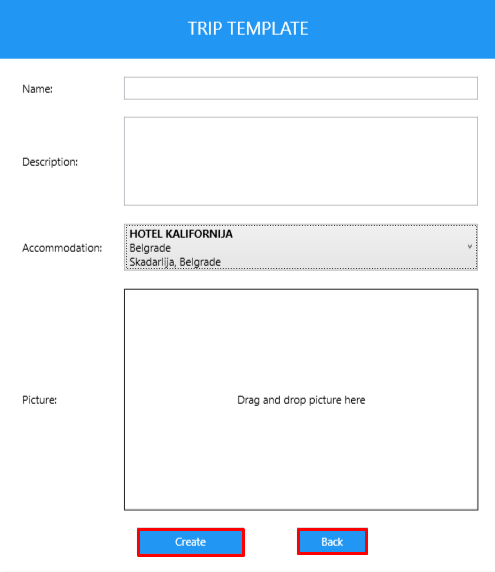 TRIP TEMPLATE
Name:
Description:
Accommodation:
HOTEL KALIFORNIJA
Belgrade
Skadarlija, Belgrade
Picture:
Drag and drop picture here
Create
Back